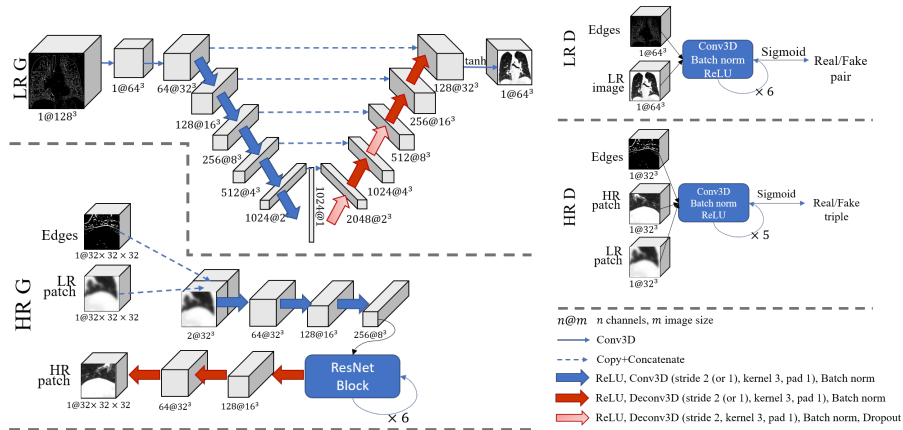 LR G
1@128³
1@64³
64@32³
128@16³
256@8³
512@4³
1024@2³
1024@1
2048@2³
1024@4³
512@8³
256@16³
128@32³
tanh
1@64³
HR G
Edges
1@32× 32 × 32
LR
patch
1@32× 32 × 32
2@32³
64@32³
128@16³
256@8³
ResNet
Block
× 6
128@16³
64@32³
HR
patch
1@32× 32 × 32
LR D
Edges
1@64³
LR
image
1@64³
Conv3D
Batch norm
ReLU
× 6
Sigmoid
Real/Fake
pair
HR D
Edges
1@32³
HR
patch
1@32³
LR
patch
1@32³
Conv3D
Batch norm
ReLU
× 5
Sigmoid
Real/Fake
triple
n@m n channels, m image size
Conv3D
Copy+Concatenate
ReLU, Conv3D (stride 2 (or 1), kernel 3, pad 1), Batch norm
ReLU, Deconv3D (stride 2 (or 1), kernel 3, pad 1), Batch norm
ReLU, Deconv3D (stride 2, kernel 3, pad 1), Batch norm, Dropout